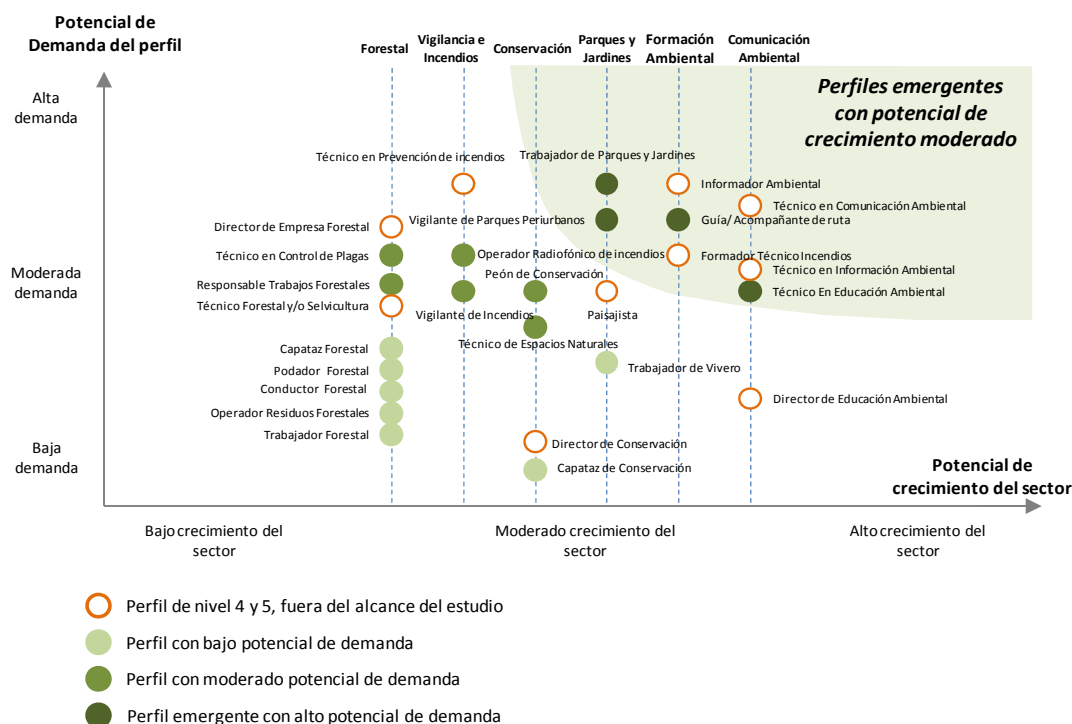 Potencial de
Demanda del perfil
Forestal
Vigilancia e
Incendios
Conservación
Parques y
Jardines
Formación
Ambiental
Comunicación
Ambiental
Perfiles emergentes
con potencial de
crecimiento moderado
Alta
demanda
Técnico en Prevención de incendios
Trabajador de Parques y Jardines
Informador Ambiental
Técnico en Comunicación Ambiental
Director de Empresa Forestal
Vigilante de Parques Periurbanos
Guía/ Acompañante de ruta
Técnico en Control de Plagas
Operador Radiofónico de incendios
Formador Técnico Incendios
Moderada
demanda
Peón de Conservación
Técnico en Información Ambiental
Responsable Trabajos Forestales
Técnico En Educación Ambiental
Técnico Forestal y/o Selvicultura
Vigilante de Incendios
Paisajista
Técnico de Espacios Naturales
Capataz Forestal
Podador Forestal
Trabajador de Vivero
Conductor Forestal
Director de Educación Ambiental
Operador Residuos Forestales
Trabajador Forestal
Baja
demanda
Director de Conservación
Capataz de Conservación
Potencial de
crecimiento del sector
Bajo crecimiento del
sector
Moderado crecimiento del
sector
Alto crecimiento del
sector
Perfil de nivel 4 y 5, fuera del alcance del estudio
Perfil con bajo potencial de demanda
Perfil con moderado potencial de demanda
Perfil emergente con alto potencial de demanda